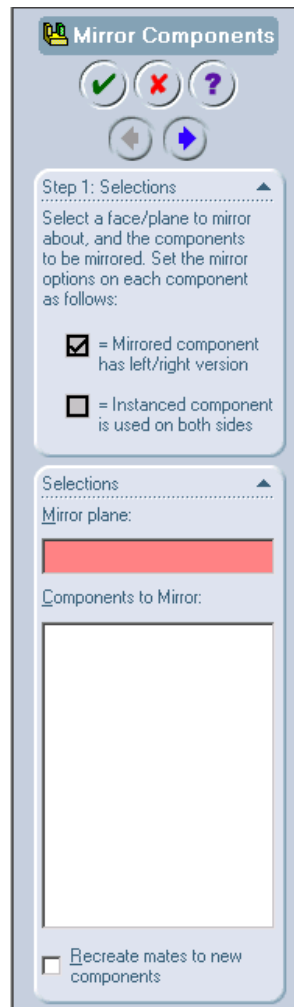 Mirror Components
?
Step 1: Selections
Select a face/plane to mirror
about, and the components
to be mirrored. Set the mirror
options on each component
as follows:
= Mirrored component
has left/right version
= Instanced component
is used on both sides
Selections
Mirror plane:
Components to Mirror:
Recreate mates to new
components